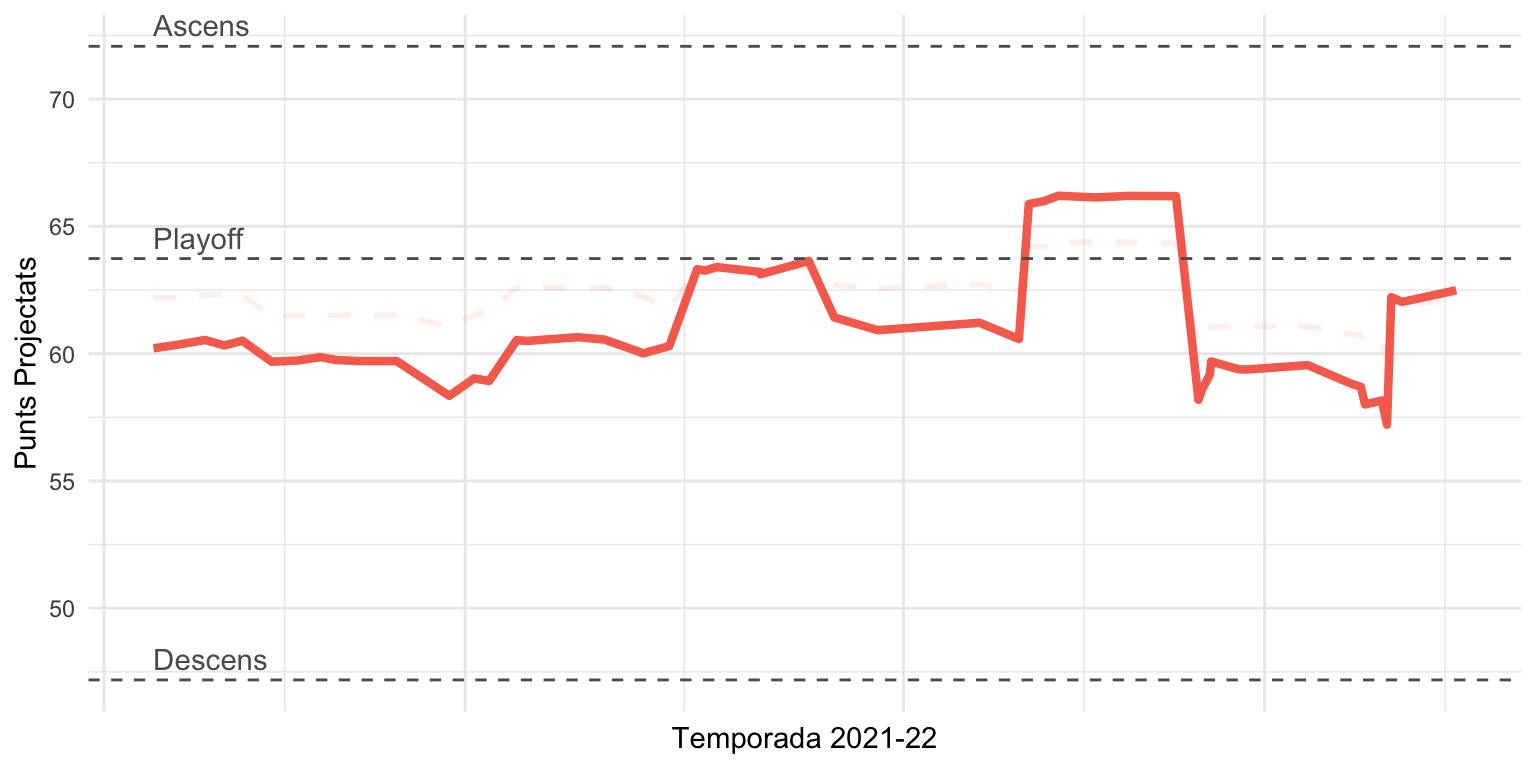 Ascens
70
65
Playoff
60
55
50
Descens
Punts Projectats
Temporada 2021-22